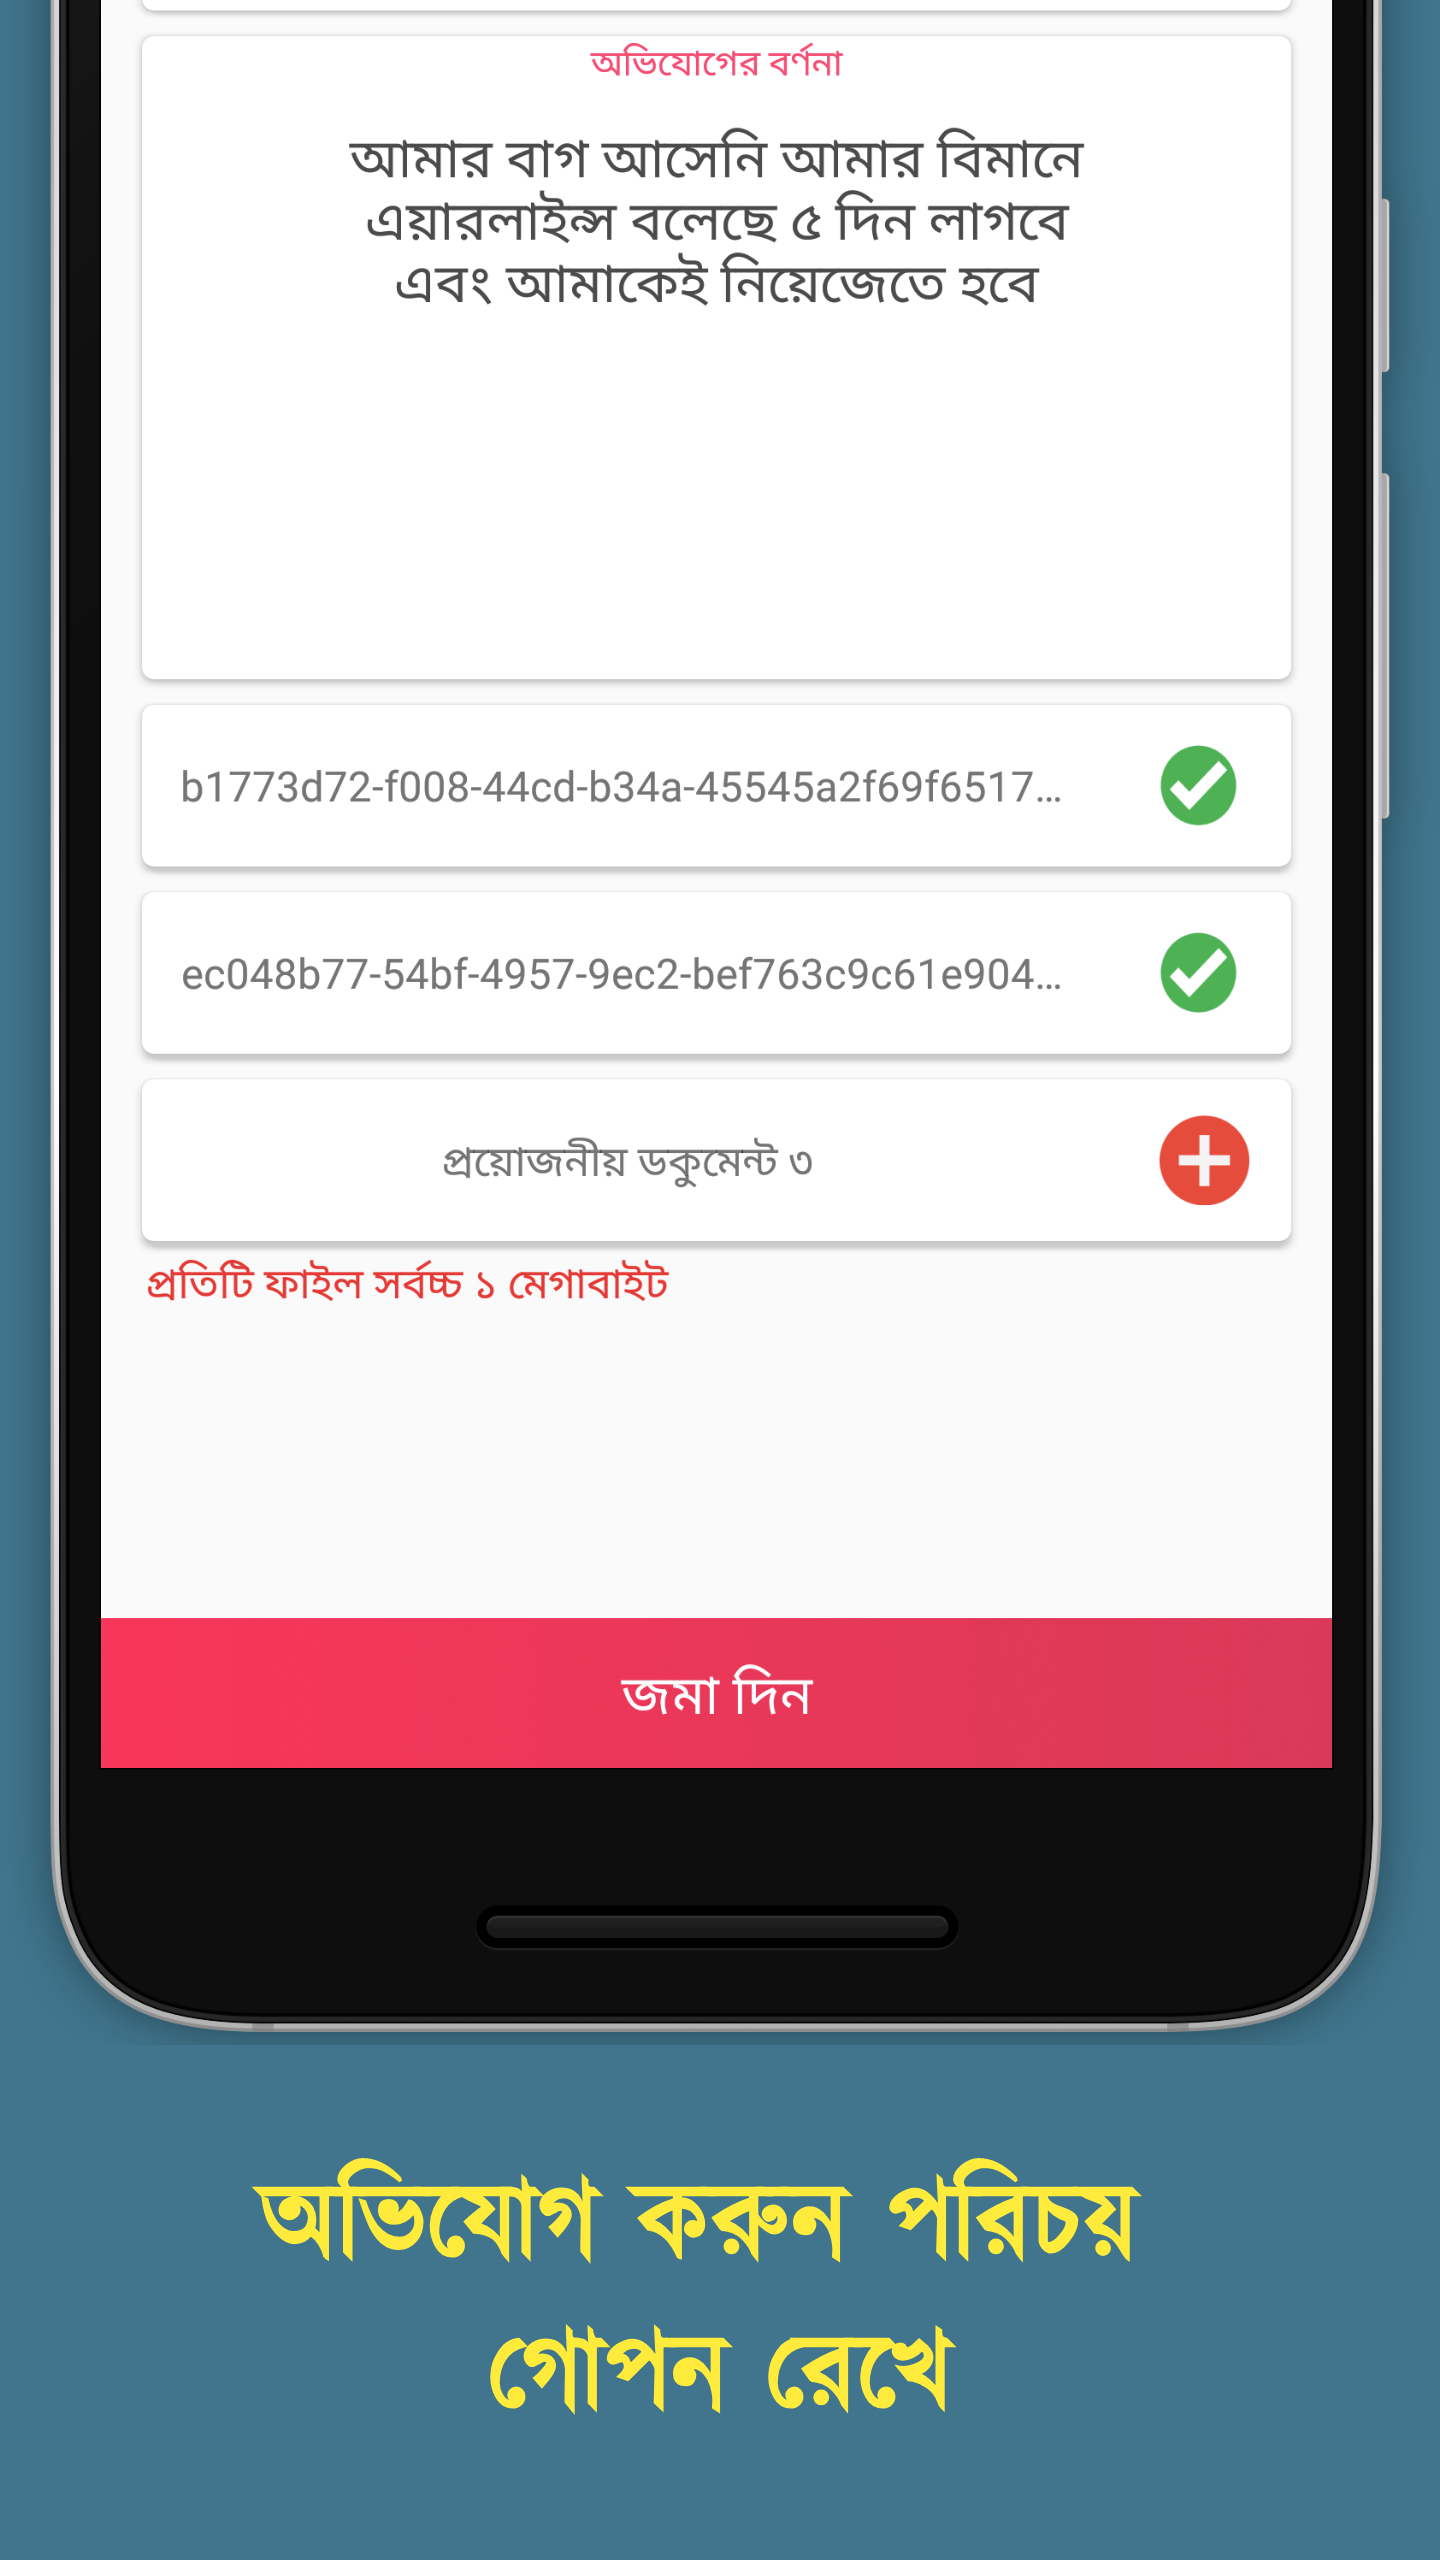 অভিযোগের বর্ণনা
আমার বাগ আসেনি আমার বিমানে
এয়ারলাইন্স বলেছে ৫ দিন লাগবে
এবং আমাকেই নিয়েজেতে হবে
b1773d72-f008-44cd-b34a-45545a2f69f6517...
ec048b77-54bf-4957-9ec2-bef763c9c61e904...
প্রয়োজনীয় ডকুমেন্ট ৩
প্রতিটি ফাইল সর্বচ্চ ১ মেগাবাইট
জমা দিন
অভিযোগ করুন পরিচয়
গোপন রেখে